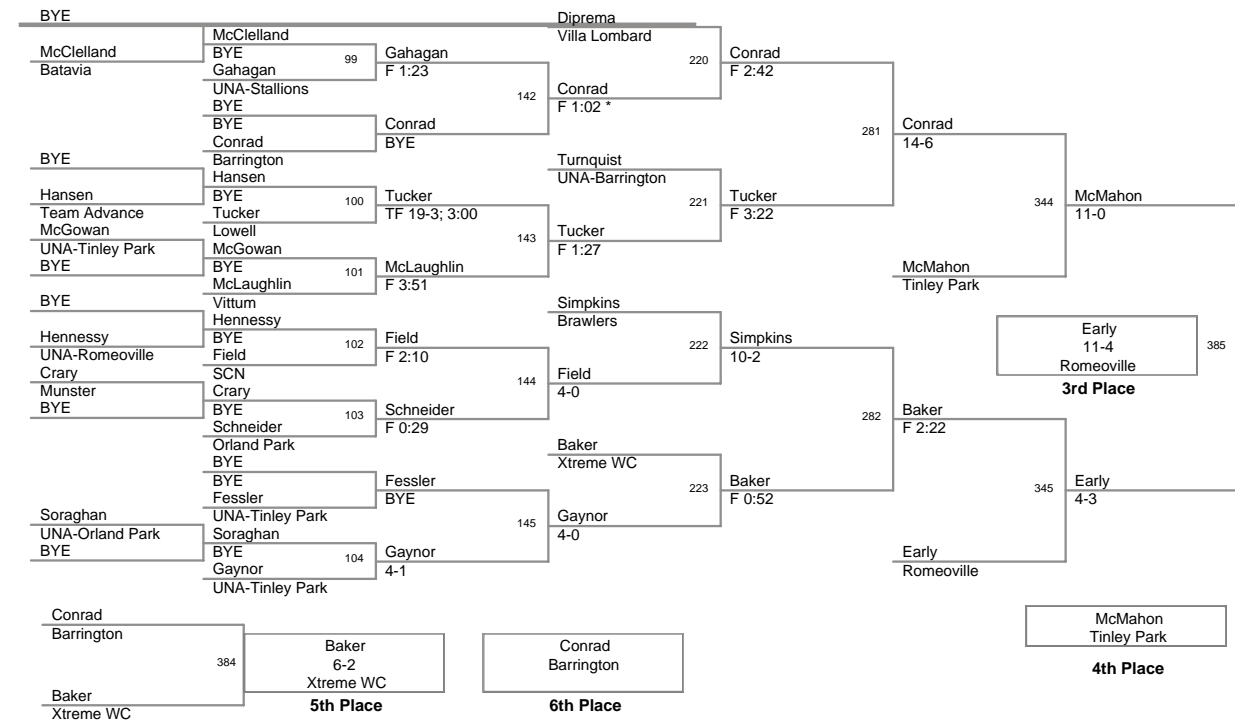 BYE
McClelland
Batavia
BYE
Hansen
Team Advance
McGowan
UNA-Tinley Park
BYE
BYE
Hennessy
UNA-Romeoville
Crary
Munster
BYE
Soraghan
UNA-Orland Park
BYE
McClelland
BYE
99
Gahagan
UNA-Stallions
BYE
BYE
Conrad
Barrington
Hansen
BYE
100
Tucker
Lowell
McGowan
BYE
101
McLaughlin
Vittum
Hennessy
BYE
102
Field
SCN
Crary
BYE
103
Schneider
Orland Park
BYE
BYE
Fessler
UNA-Tinley Park
Soraghan
BYE
104
Gaynor
UNA-Tinley Park
Gahagan
F 1:23
142
Conrad
BYE
Tucker
TF 19-3; 3:00
143
McLaughlin
F 3:51
Field
F 2:10
144
Schneider
F 0:29
Fessler
BYE
145
Gaynor
4-1
Diprema
Villa Lombard
220
Conrad
F 1:02 *
Turnquist
UNA-Barrington
221
Tucker
F 1:27
Simpkins
Brawlers
222
Field
4-0
Baker
Xtreme WC
223
Gaynor
4-0
Conrad
F 2:42
281
Tucker
F 3:22
Simpkins
10-2
282
Baker
F 0:52
Conrad
14-6
344
McMahon
Tinley Park
Baker
F 2:22
345
Early
Romeoville
McMahon
11-0
Early
11-4
Romeoville
385
3rd Place
Early
4-3
McMahon
Tinley Park
4th Place
Conrad
Barrington
384
Baker
Xtreme WC
Baker
6-2
Xtreme WC
5th Place
Conrad
Barrington
6th Place